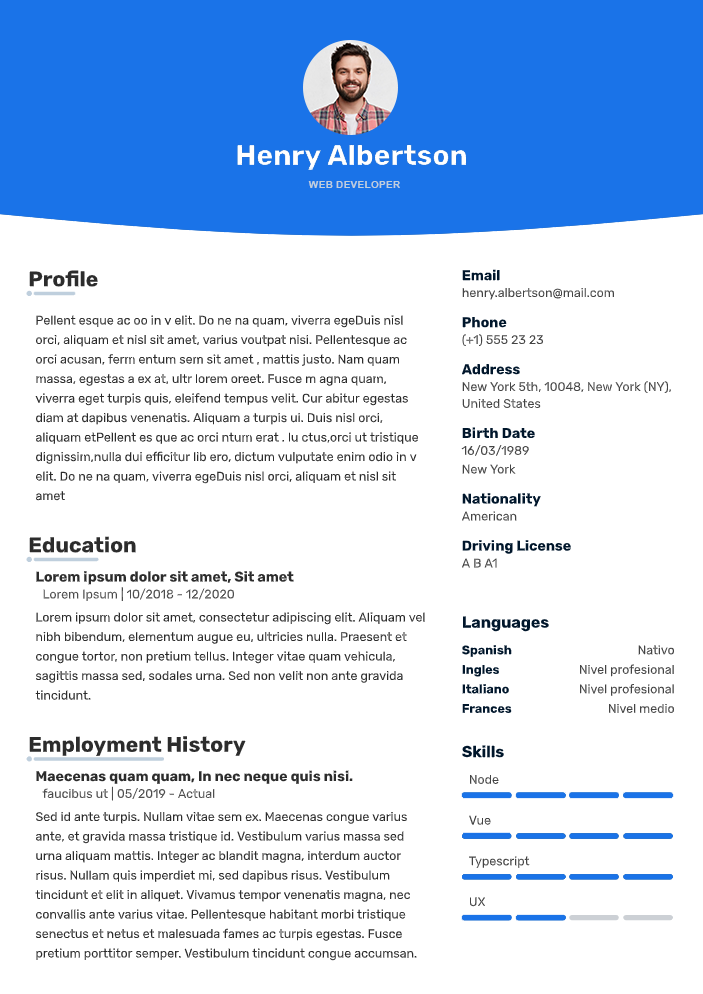 Henry Albertson
WEB DEVELOPER
Profile
Pellent esque ac oo in v elit. Do ne na quam, viverra egeDuis nisl
orci, aliquam et nisl sit amet, varius voutpat nisi. Pellentesque ac
orci acusan, ferm entum sem sit amet , mattis justo. Nam quam
massa, egestas a ex at, ultr lorem oreet. Fusce m agna quam,
viverra eget turpis quis, eleifend tempus velit. Cur abitur egestas
diam at dapibus venenatis. Aliquam a turpis ui. Duis nisl orci,
aliquam etPellent es que ac orci ntum erat . lu ctus,orci ut tristique
dignissim,nulla dui efficitur lib ero, dictum vulputate enim odio in v
elit. Do ne na quam, viverra egeDuis nisl orci, aliquam et nisl sit
amet
Education
Lorem ipsum dolor sit amet, Sit amet
Lorem Ipsum | 10/2018 - 12/2020
Lorem ipsum dolor sit amet, consectetur adipiscing elit. Aliquam vel
nibh bibendum, elementum augue eu, ultricies nulla. Praesent et
congue tortor, non pretium tellus. Integer vitae quam vehicula,
sagittis massa sed, sodales urna. Sed non velit non ante gravida
tincidunt.
Employment History
Maecenas quam quam, In nec neque quis nisi.
faucibus ut | 05/2019 - Actual
Sed id ante turpis. Nullam vitae sem ex. Maecenas congue varius
ante, et gravida massa tristique id. Vestibulum varius massa sed
urna aliquam mattis. Integer ac blandit magna, interdum auctor
risus. Nullam quis imperdiet mi, sed dapibus risus. Vestibulum
tincidunt et elit in aliquet. Vivamus tempor venenatis magna, nec
convallis ante varius vitae. Pellentesque habitant morbi tristique
senectus et netus et malesuada fames ac turpis egestas. Fusce
pretium porttitor semper. Vestibulum tincidunt congue accumsan.
Email
henry.albertson@mail.com
Phone
(+1) 555 23 23
Address
New York 5th, 10048, New York (NY),
United States
Birth Date
16/03/1989
New York
Nationality
American
Driving License
A B A1
Languages
Spanish Nativo
Ingles Nivel profesional
Italiano Nivel profesional
Frances Nivel medio
Skills
Node
Vue
Typescript
UX